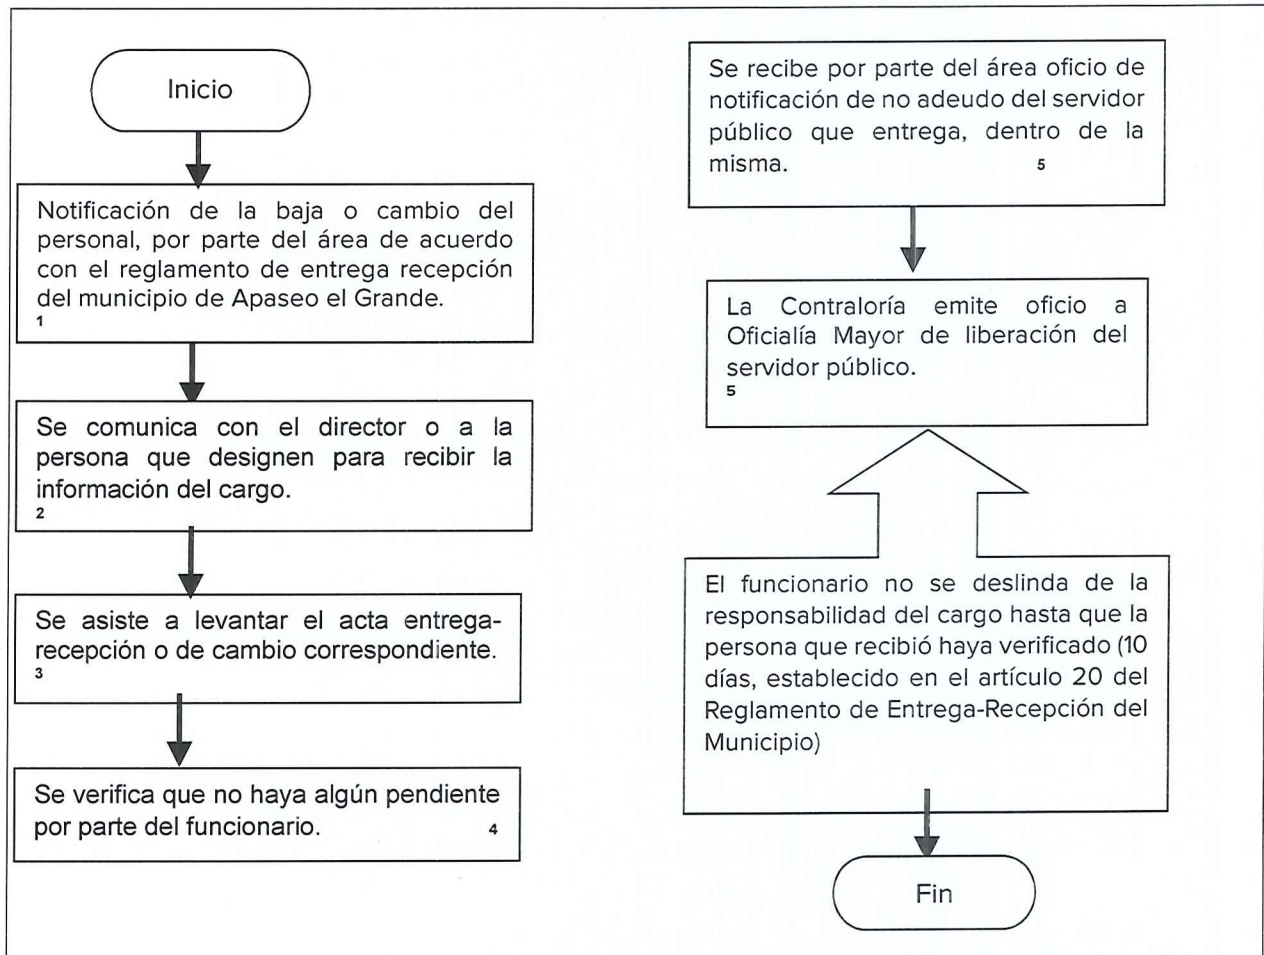 Inicio
Notificación de la baja o cambio del
personal, por parte del área de acuerdo
con el reglamento de entrega recepción
del municipio de Apaseo el Grande.
1
Se comunica con el director o a la
persona que designen para recibir la
información del cargo.
2
Se asiste a levantar el acta entrega-
recepción o de cambio correspondiente.
3
Se verifica que no haya algún pendiente
por parte del funcionario. 4
Se recibe por parte del área oficio de
notificación de no adeudo del servidor
público que entrega, dentro de la
misma. 5
La Contraloría emite oficio a
Oficialía Mayor de liberación del
servidor público.
5
El funcionario no se deslinda de la
responsabilidad del cargo hasta que la
persona que recibió haya verificado (10
días, establecido en el artículo 20 del
Reglamento de Entrega-Recepción del
Municipio)
Fin